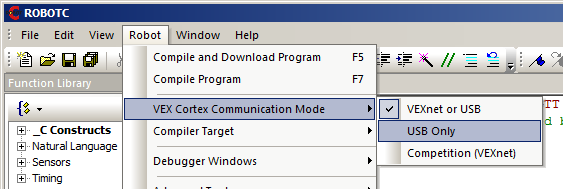 ROBOTC
File Edit View Robot Window Help
Compile and Download Program F5
Compile Program F7
Function Library
VEX Cortex Communication Mode
VEXnet or USB
_C Constructs
Compiler Target
USB Only
Natural Language
Competition (VEXnet)
Sensors
Debugger Windows
Timing